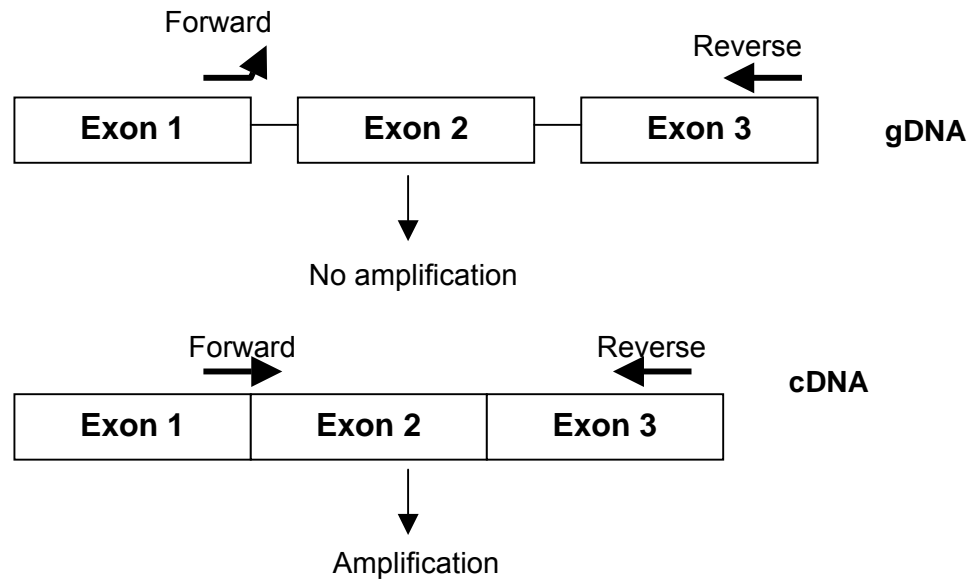 Forward
Reverse
Exon 1 Exon 2 Exon 3
gDNA
No amplification
Forward Reverse
cDNA
Exon 1 Exon 2 Exon 3
Amplification